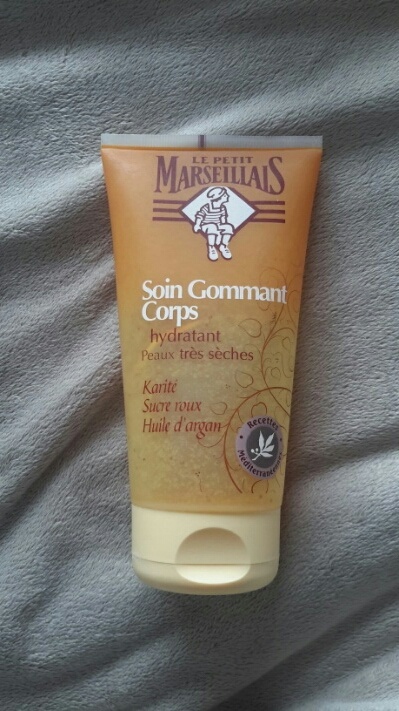 LE PETIT
MARSEILLAIS
Soin Gommant
Corps
hydratant
Peaux très sèches
Karité
Sucre roux
Huile d'argan
Recettes
Méditerranéennes